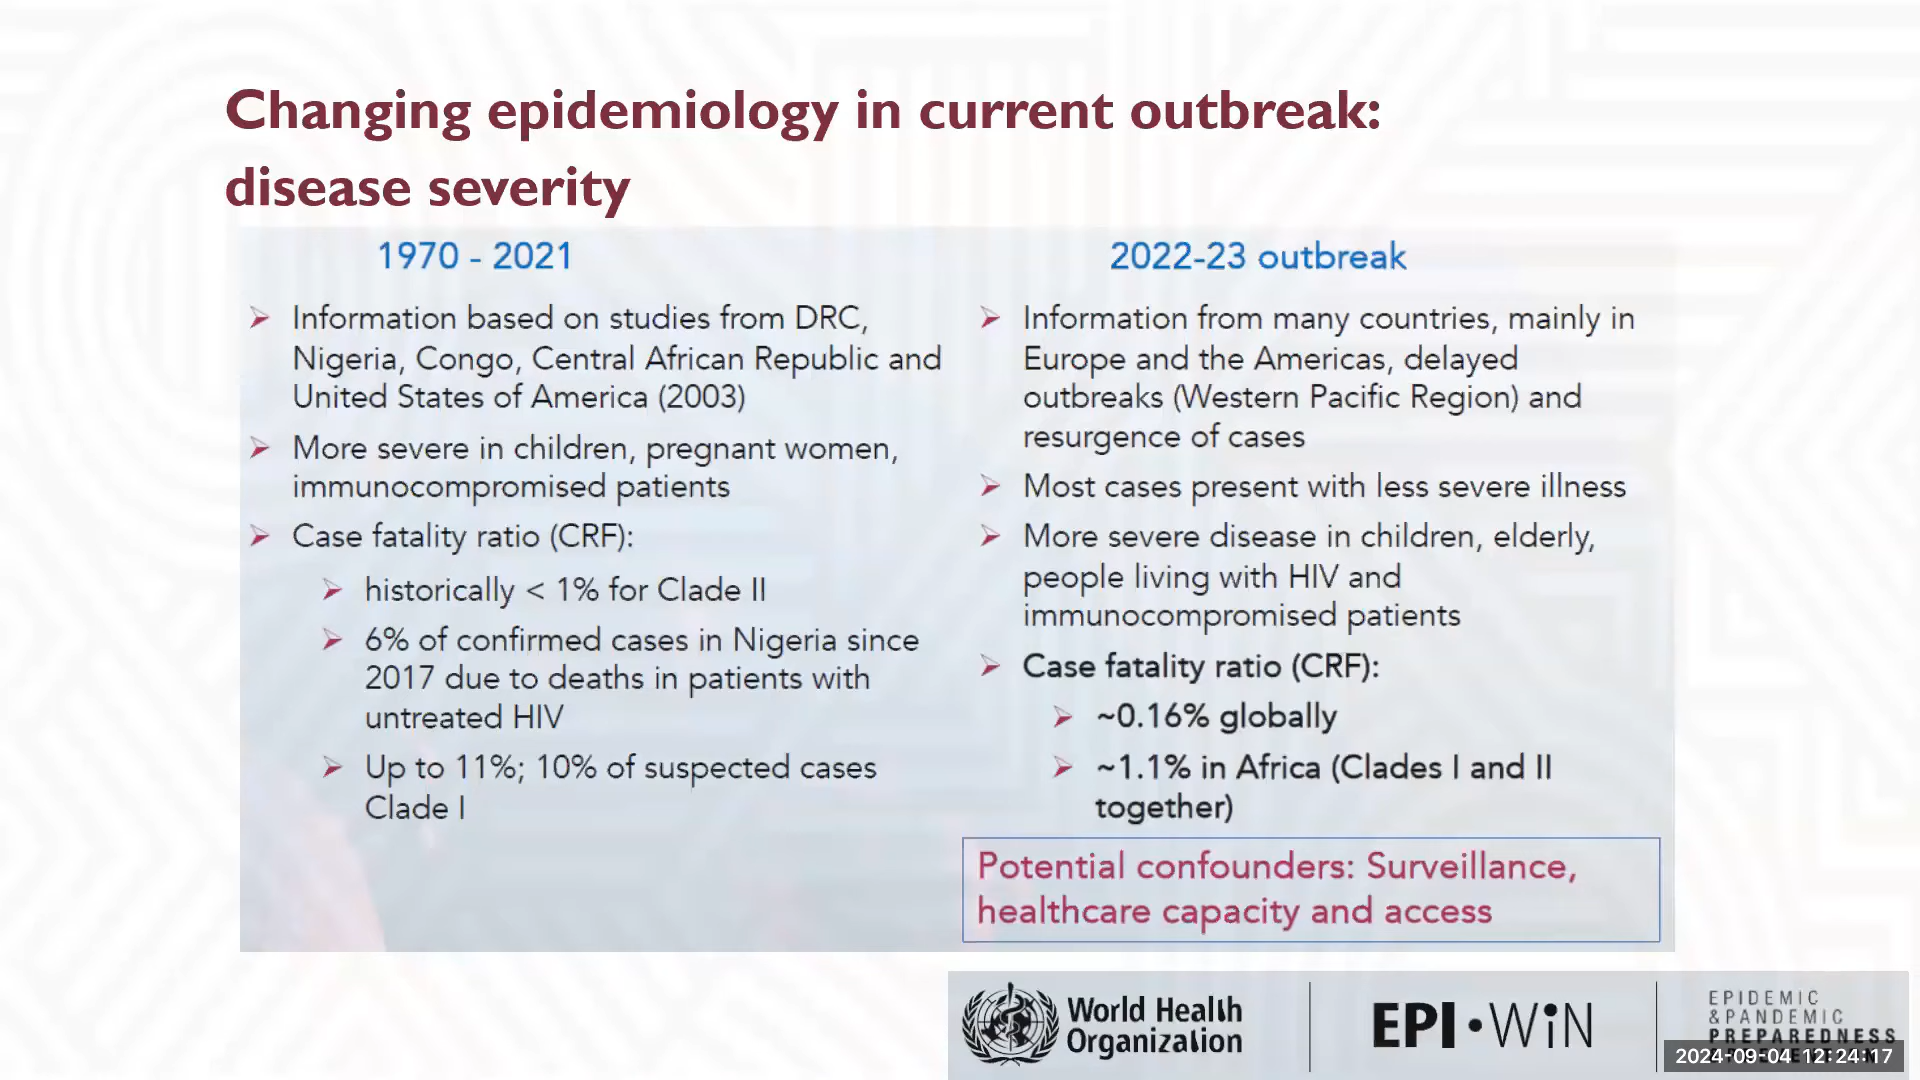 Changing epidemiology in current outbreak:
disease severity
1970 - 2021
Information based on studies from DRC,
Nigeria, Congo, Central African Republic and
United States of America (2003)
More severe in children, pregnant women,
immunocompromised patients
Case fatality ratio (CRF):
historically < 1% for Clade II
6% of confirmed cases in Nigeria since
2017 due to deaths in patients with
untreated HIV
Up to 11%; 10% of suspected cases
Clade I
2022-23 outbreak
Information from many countries, mainly in
Europe and the Americas, delayed
outbreaks (Western Pacific Region) and
resurgence of cases
Most cases present with less severe illness
More severe disease in children, elderly,
people living with HIV and
immunocompromised patients
Case fatality ratio (CRF):
~0.16% globally
~1.1% in Africa (Clades I and II
together)
Potential confounders: Surveillance,
healthcare capacity and access
World Health
Organization
EPI•WiN
EPIDEMIC
&PANDEMIC
PREPAREDNESS
2024-09-04 12:24:17